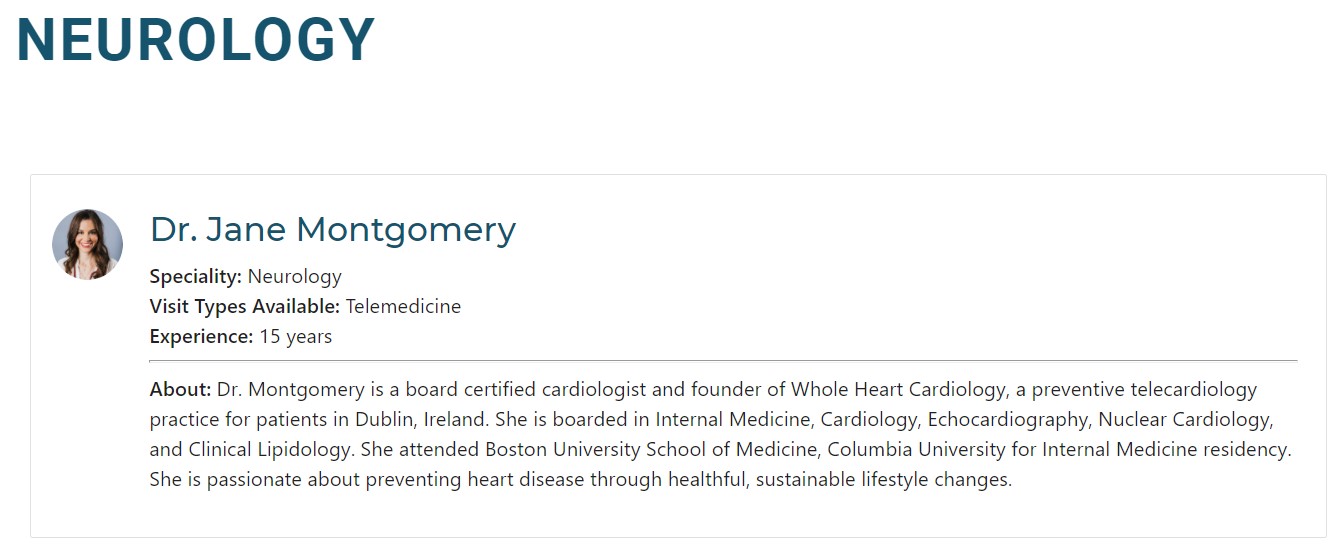 NEUROLOGY
Dr. Jane Montgomery
Speciality: Neurology
Visit Types Available: Telemedicine
Experience: 15 years
About: Dr. Montgomery is a board certified cardiologist and founder of Whole Heart Cardiology, a preventive telecardiology
practice for patients in Dublin, Ireland. She is boarded in Internal Medicine, Cardiology, Echocardiography, Nuclear Cardiology,
and Clinical Lipidology. She attended Boston University School of Medicine, Columbia University for Internal Medicine residency.
She is passionate about preventing heart disease through healthful, sustainable lifestyle changes.